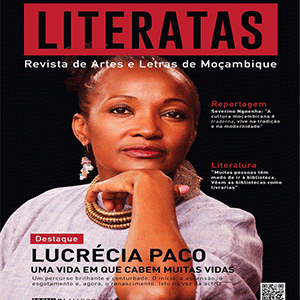 LITERATAS
Revista de Artes e Letras de Moçambique
Reportagem
Severino Ngoenha: "A
cultura moçambicana é
traderna, vive na tradição
e na modernidade"
Literatura
"Muitas pessoas têm
medo de ir à biblioteca.
Vêem as bibliotecas como
livrarias"
Destaque
LUCRÉCIA PACO
UMA VIDA EM QUE CABEM MUITAS VIDAS
Um percurso brilhante e conturbado. O início, a ascensão, o
esgotamento e, agora, o renascimento. Isto na voz da actriz.